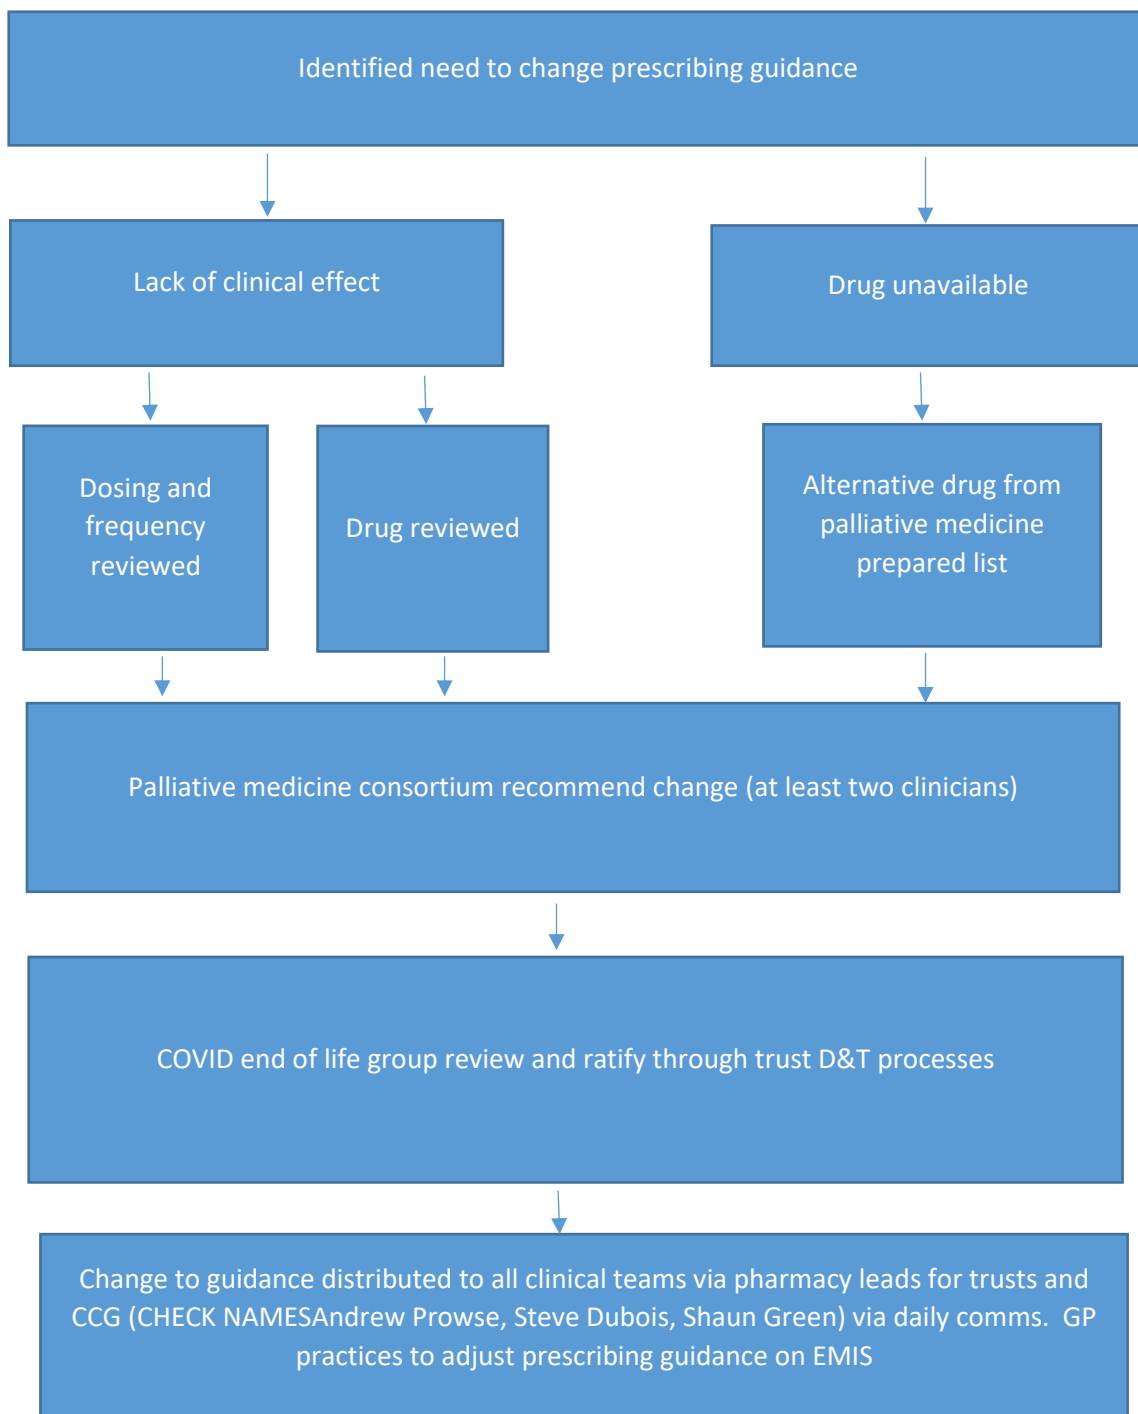 Identified need to change prescribing guidance
Lack of clinical effect
Drug unavailable
Dosing and
frequency
reviewed
Drug reviewed
Alternative drug from
palliative medicine
prepared list
Palliative medicine consortium recommend change (at least two clinicians)
COVID end of life group review and ratify through trust D&T processes
Change to guidance distributed to all clinical teams via pharmacy leads for trusts and
CCG (CHECK NAMESAndrew Prowse, Steve Dubois, Shaun Green) via daily comms.  GP
practices to adjust prescribing guidance on EMIS